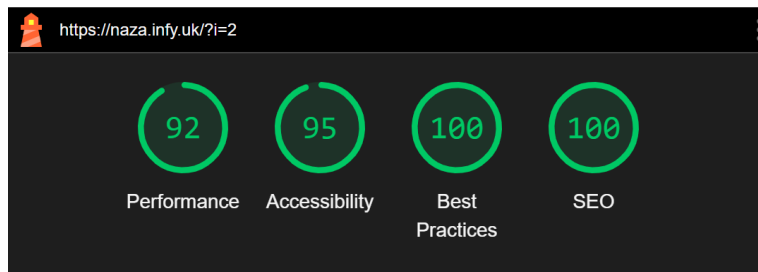 https://naza.infy.uk/?i=2
92 95 100 100
Performance Accessibility Best Practices SEO